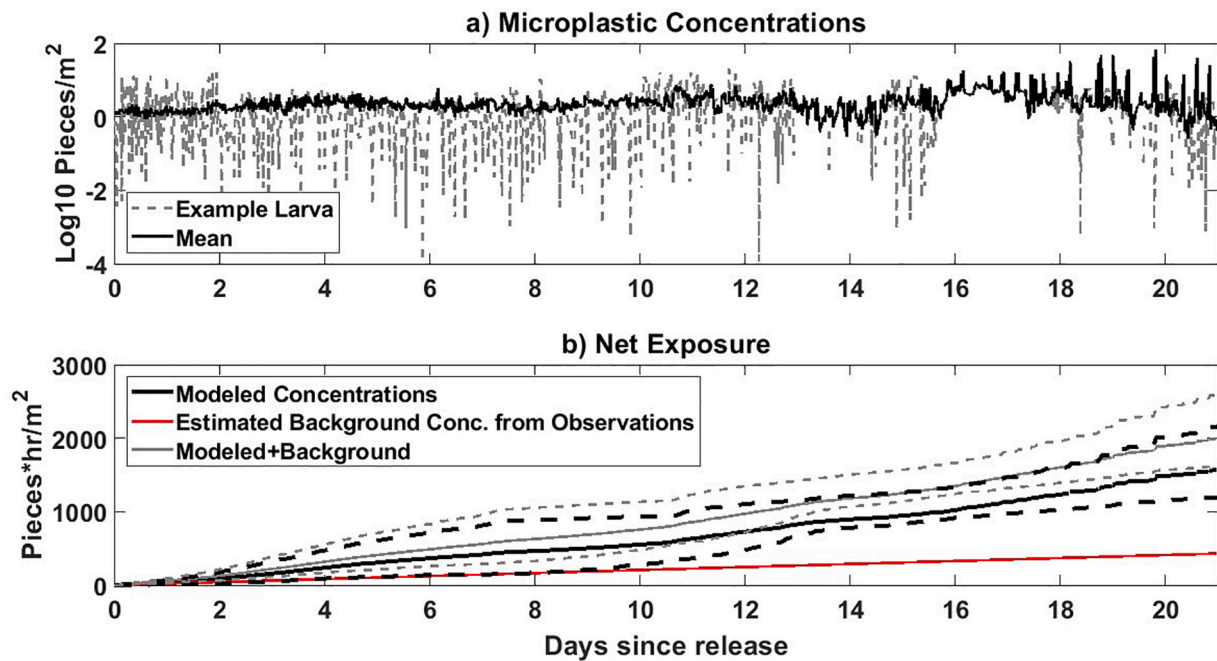 a) Microplastic Concentrations
Log10 Pieces/m²
2
0
-2
-4
Example Larva
Mean
0 2 4 6 8 10 12 14 16 18 20
b) Net Exposure
Pieces*hr/m²
3000
2000
1000
0
Modeled Concentrations
Estimated Background Conc. from Observations
Modeled+Background
0 2 4 6 8 10 12 14 16 18 20
Days since release